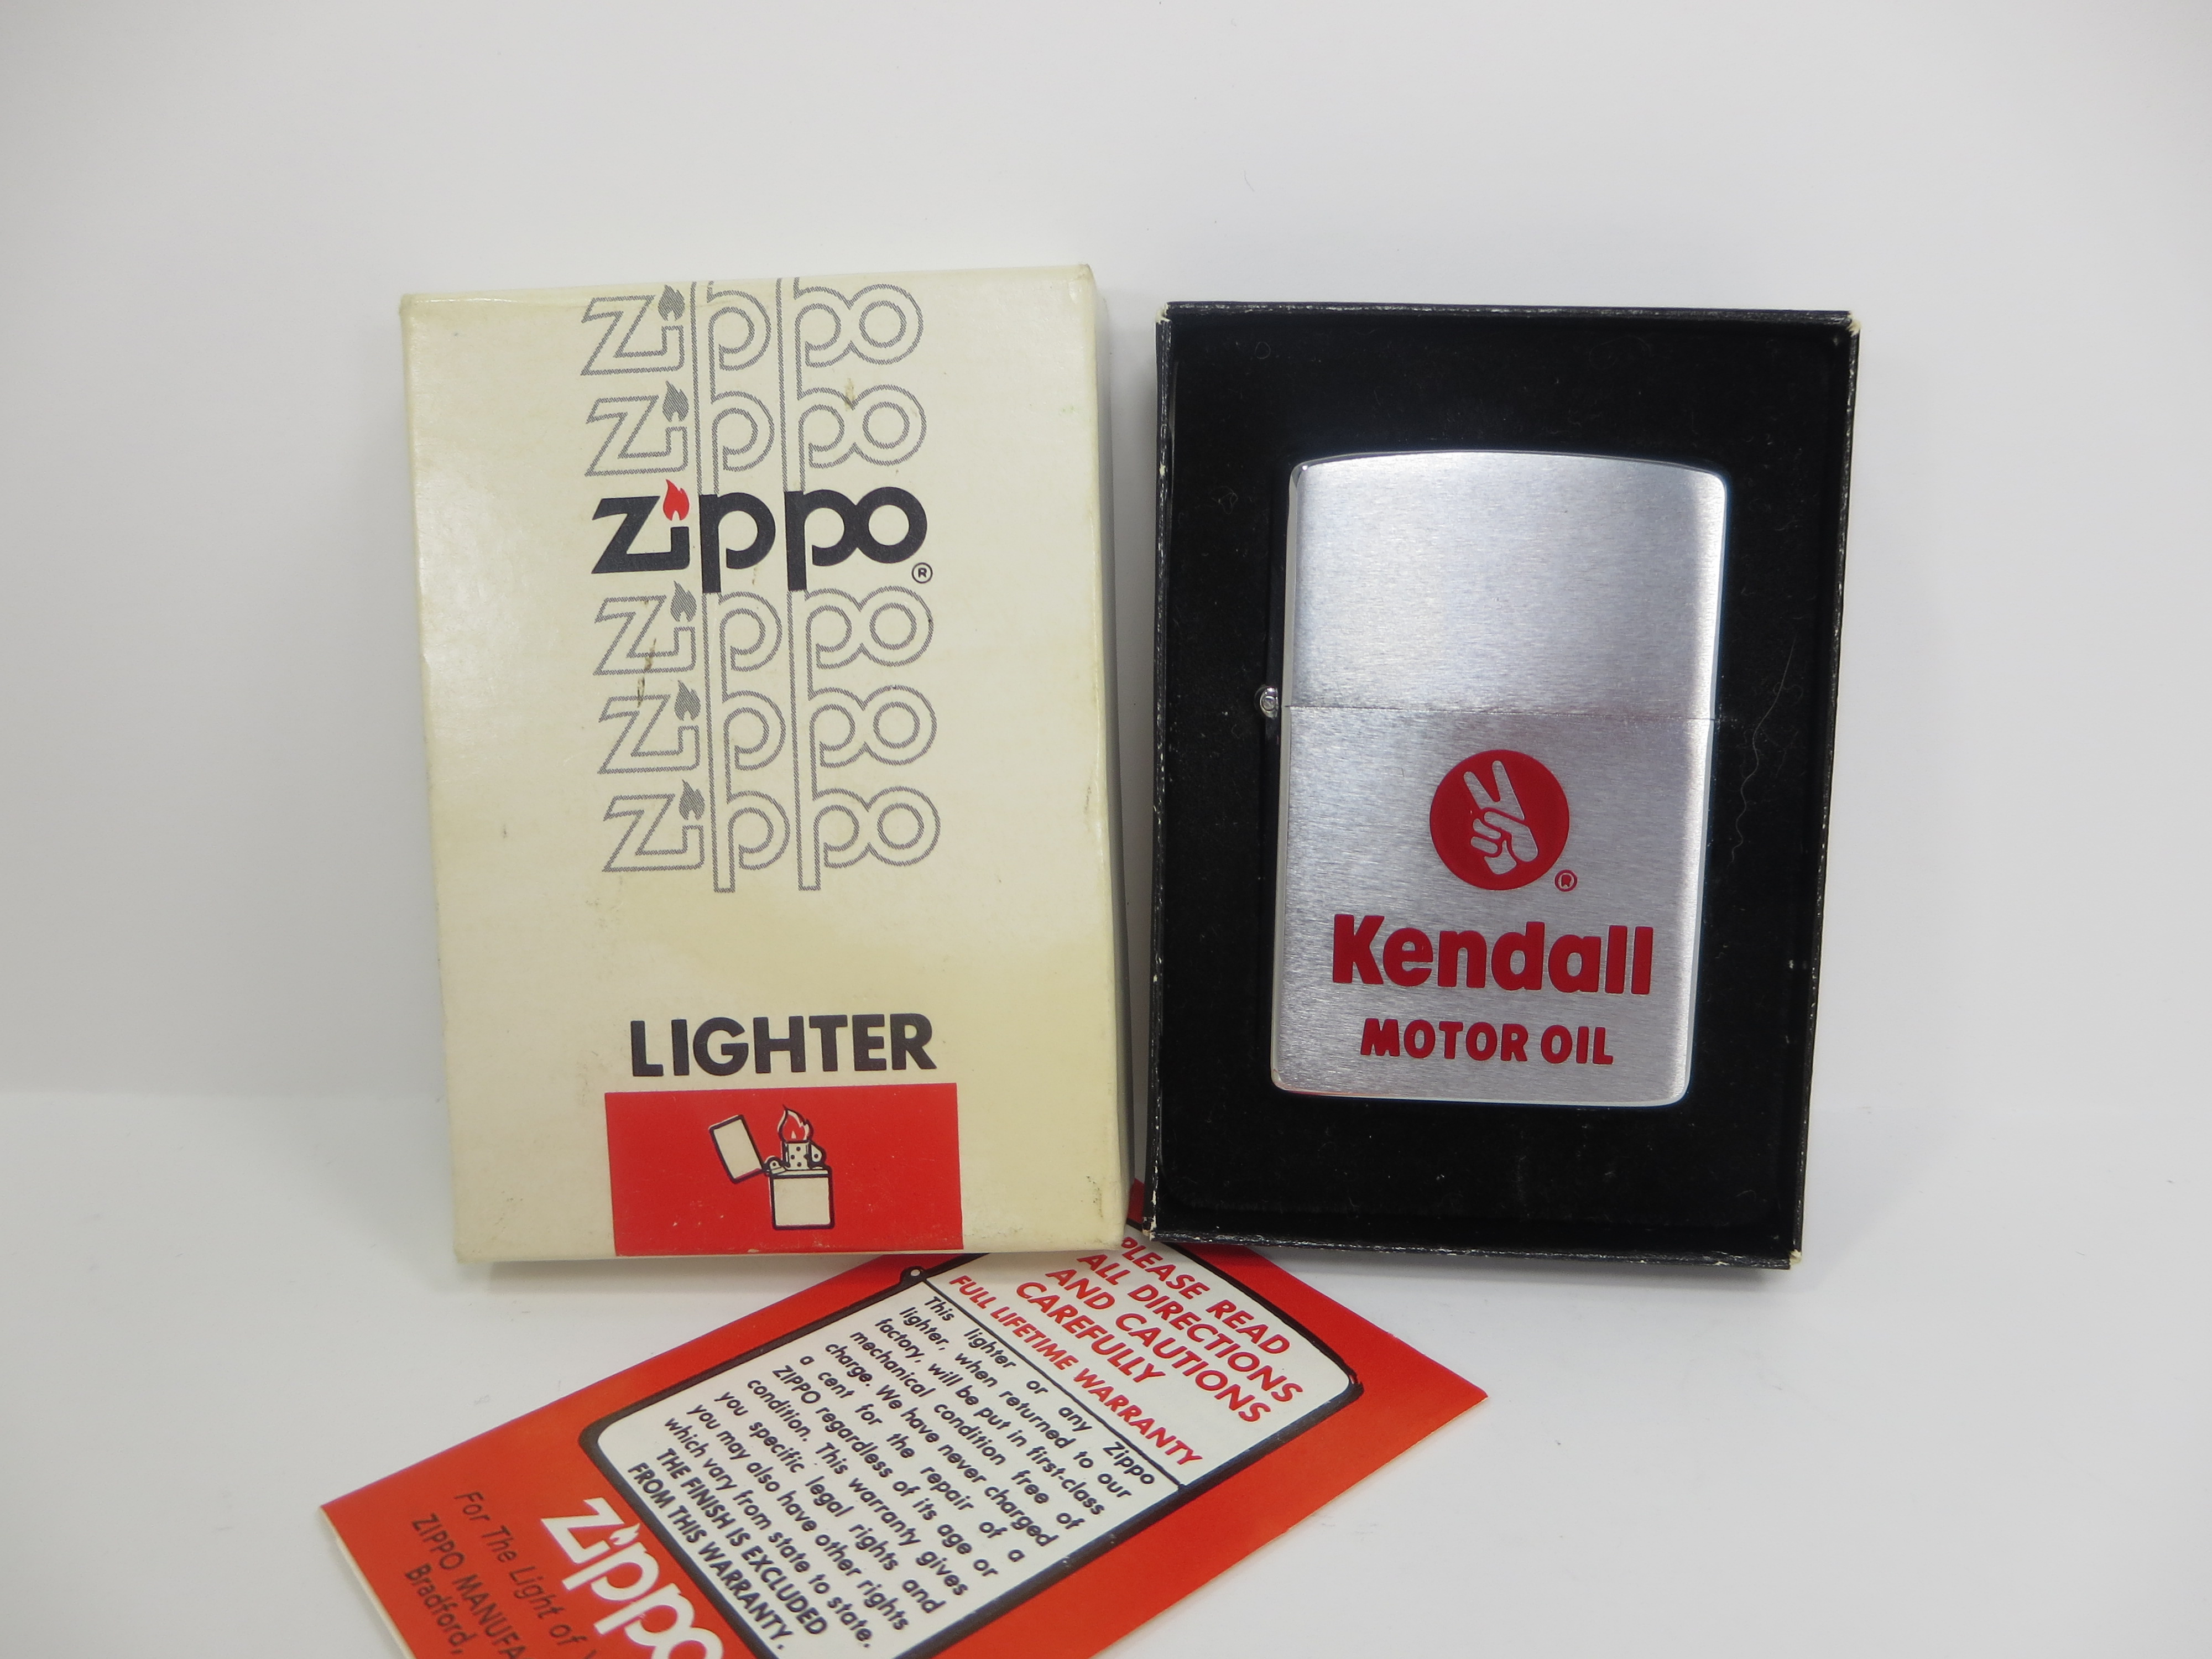 zippo
zippo
zippo®
zippo
zippo
zippo
LIGHTER
®
Kendall
MOTOR OIL
PLEASE READ
ALL DIRECTIONS
AND CAUTIONS
CAREFULLY
FULL LIFETIME WARRANTY
This lighter or any Zippo
lighter, when returned to our
factory, will be put in first-class
mechanical condition free of
charge. We have never charged
a cent for the repair of a
ZIPPO regardless of its age or
condition. This warranty gives
you specific legal rights and
you may also have other rights
which vary from state to state.
THE FINISH IS EXCLUDED
FROM THIS WARRANTY.
zippo
For The Light of
ZIPPO MANUFA
Bradford,